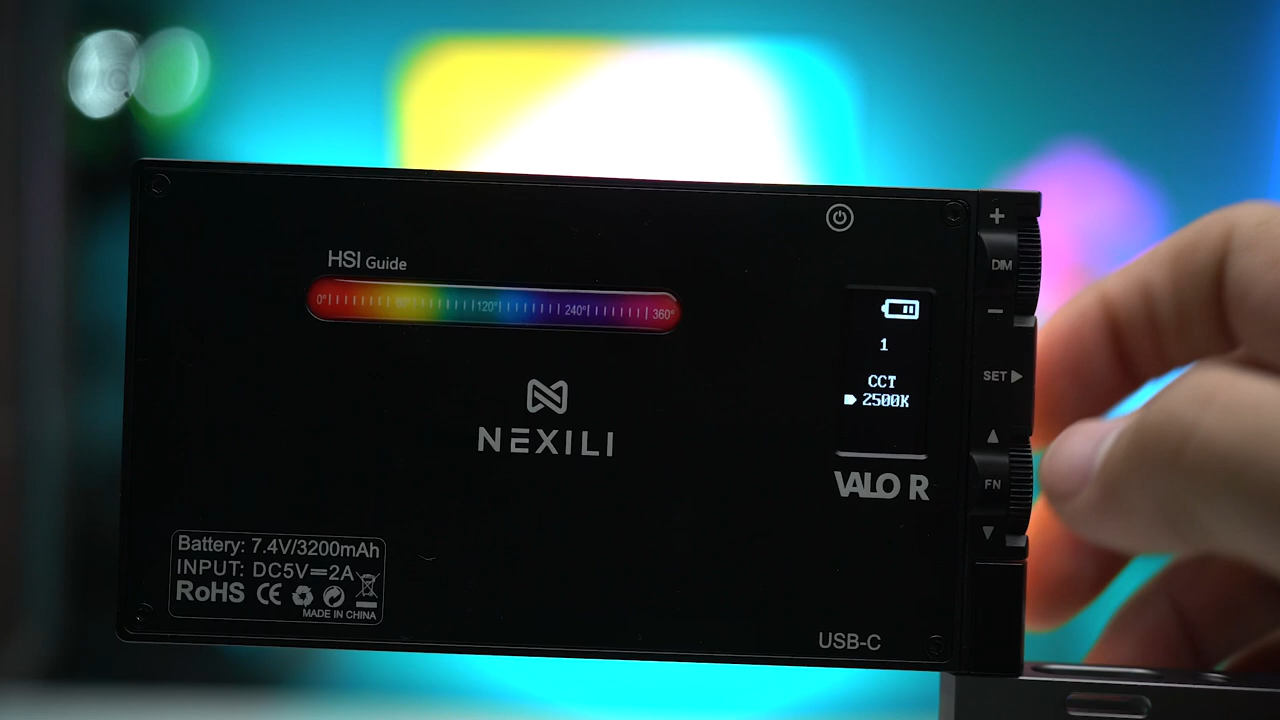 HSI Guide
0° 60° 120° 240° 360°
NEXILI
1
CCT
2500K
VALO R
+
DIM
−
SET ▶
▲
FN
▼
Battery: 7.4V/3200mAh
INPUT: DC5V⎓2A
RoHS CE
MADE IN CHINA
USB-C